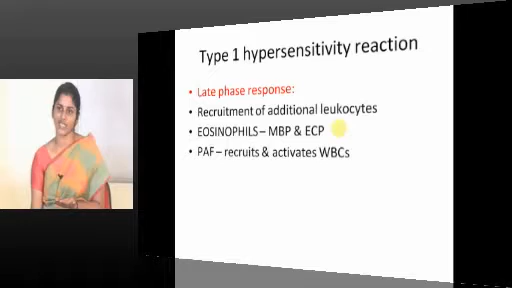 Type 1 hypersensitivity reaction
• Late phase response:
• Recruitment of additional leukocytes
• EOSINOPHILS – MBP & ECP
• PAF – recruits & activates WBCs